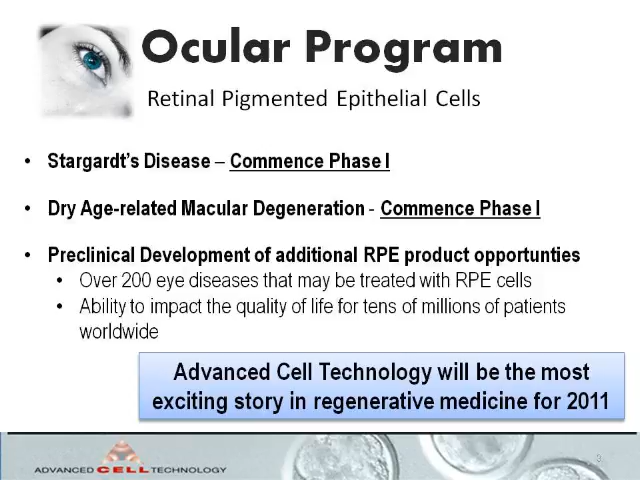 Ocular Program
Retinal Pigmented Epithelial Cells
• Stargardt's Disease – Commence Phase I
• Dry Age-related Macular Degeneration - Commence Phase I
• Preclinical Development of additional RPE product opportunties
• Over 200 eye diseases that may be treated with RPE cells
• Ability to impact the quality of life for tens of millions of patients
worldwide
Advanced Cell Technology will be the most
exciting story in regenerative medicine for 2011
ADVANCED CELL TECHNOLOGY